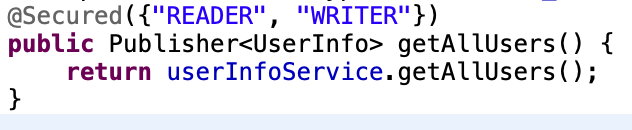 @Secured({"READER", "WRITER"})
public Publisher<UserInfo> getAllUsers() {
    return userInfoService.getAllUsers();
}